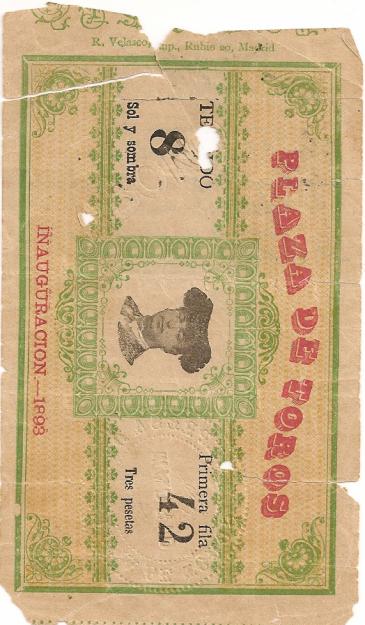 R. Velasco, imp., Rubio 20, Madrid
PLAZA DE TOROS
8
Sol y sombra
Primera fila
42
Tres pesetas
INAUGURACION.—1893